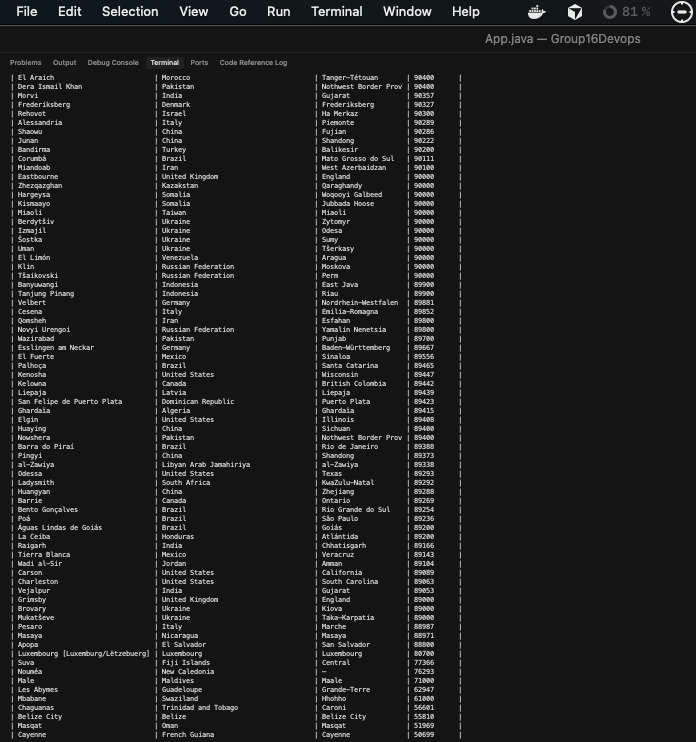 File Edit Selection View Go Run Terminal Window Help 81 %
App.java — Group16Devops
Problems Output Debug Console Terminal Ports Code Reference Log
| El Araich | Morocco | Tanger-Tétouan | 90400 |
| Dera Ismail Khan | Pakistan | Nothwest Border Prov | 90400 |
| Morvi | India | Gujarat | 90357 |
| Frederiksberg | Denmark | Frederiksberg | 90327 |
| Rehovot | Israel | Ha Merkaz | 90300 |
| Alessandria | Italy | Piemonte | 90289 |
| Shaowu | China | Fujian | 90286 |
| Junan | China | Shandong | 90222 |
| Bandirma | Turkey | Balikesir | 90200 |
| Corumbá | Brazil | Mato Grosso do Sul | 90111 |
| Miandoab | Iran | West Azerbaidzan | 90100 |
| Eastbourne | United Kingdom | England | 90000 |
| Zhezqazghan | Kazakstan | Qaraghandy | 90000 |
| Hargeysa | Somalia | Woqooyi Galbeed | 90000 |
| Kismaayo | Somalia | Jubbada Hoose | 90000 |
| Miaoli | Taiwan | Miaoli | 90000 |
| Berdytšiv | Ukraine | Zytomyr | 90000 |
| Izmajil | Ukraine | Odesa | 90000 |
| Šostka | Ukraine | Sumy | 90000 |
| Uman | Ukraine | Tšerkasy | 90000 |
| El Limón | Venezuela | Aragua | 90000 |
| Klin | Russian Federation | Moskova | 90000 |
| Tšaikovski | Russian Federation | Perm | 90000 |
| Banyuwangi | Indonesia | East Java | 89900 |
| Tanjung Pinang | Indonesia | Riau | 89900 |
| Velbert | Germany | Nordrhein-Westfalen | 89881 |
| Cesena | Italy | Emilia-Romagna | 89852 |
| Qomsheh | Iran | Esfahan | 89800 |
| Novyi Urengoi | Russian Federation | Yamalin Nenetsia | 89800 |
| Wazirabad | Pakistan | Punjab | 89700 |
| Esslingen am Neckar | Germany | Baden-Württemberg | 89667 |
| El Fuerte | Mexico | Sinaloa | 89556 |
| Palhoça | Brazil | Santa Catarina | 89465 |
| Kenosha | United States | Wisconsin | 89447 |
| Kelowna | Canada | British Colombia | 89442 |
| Liepaja | Latvia | Liepaja | 89439 |
| San Felipe de Puerto Plata | Dominican Republic | Puerto Plata | 89423 |
| Ghardaïa | Algeria | Ghardaïa | 89415 |
| Elgin | United States | Illinois | 89408 |
| Huaying | China | Sichuan | 89400 |
| Nowshera | Pakistan | Nothwest Border Prov | 89400 |
| Barra do Piraí | Brazil | Rio de Janeiro | 89388 |
| Pingyi | China | Shandong | 89373 |
| al-Zawiya | Libyan Arab Jamahiriya | al-Zawiya | 89338 |
| Odessa | United States | Texas | 89293 |
| Ladysmith | South Africa | KwaZulu-Natal | 89292 |
| Huangyan | China | Zhejiang | 89288 |
| Barrie | Canada | Ontario | 89269 |
| Bento Gonçalves | Brazil | Rio Grande do Sul | 89254 |
| Poá | Brazil | São Paulo | 89236 |
| Águas Lindas de Goiás | Brazil | Goiás | 89200 |
| La Ceiba | Honduras | Atlántida | 89200 |
| Raigarh | India | Chhatisgarh | 89166 |
| Tierra Blanca | Mexico | Veracruz | 89143 |
| Wadi al-Sir | Jordan | Amman | 89104 |
| Carson | United States | California | 89089 |
| Charleston | United States | South Carolina | 89063 |
| Vejalpur | India | Gujarat | 89053 |
| Grimsby | United Kingdom | England | 89000 |
| Brovary | Ukraine | Kiova | 89000 |
| Mukatševe | Ukraine | Taka-Karpatia | 89000 |
| Pesaro | Italy | Marche | 88987 |
| Masaya | Nicaragua | Masaya | 88971 |
| Apopa | El Salvador | San Salvador | 88800 |
| Luxembourg [Luxemburg/Lëtzebuerg] | Luxembourg | Luxembourg | 80700 |
| Suva | Fiji Islands | Central | 77366 |
| Nouméa | New Caledonia | – | 76293 |
| Male | Maldives | Maale | 71000 |
| Les Abymes | Guadeloupe | Grande-Terre | 62947 |
| Mbabane | Swaziland | Hhohho | 61000 |
| Chaguanas | Trinidad and Tobago | Caroni | 56601 |
| Belize City | Belize | Belize City | 55810 |
| Masqat | Oman | Masqat | 51969 |
| Cayenne | French Guiana | Cayenne | 50699 |